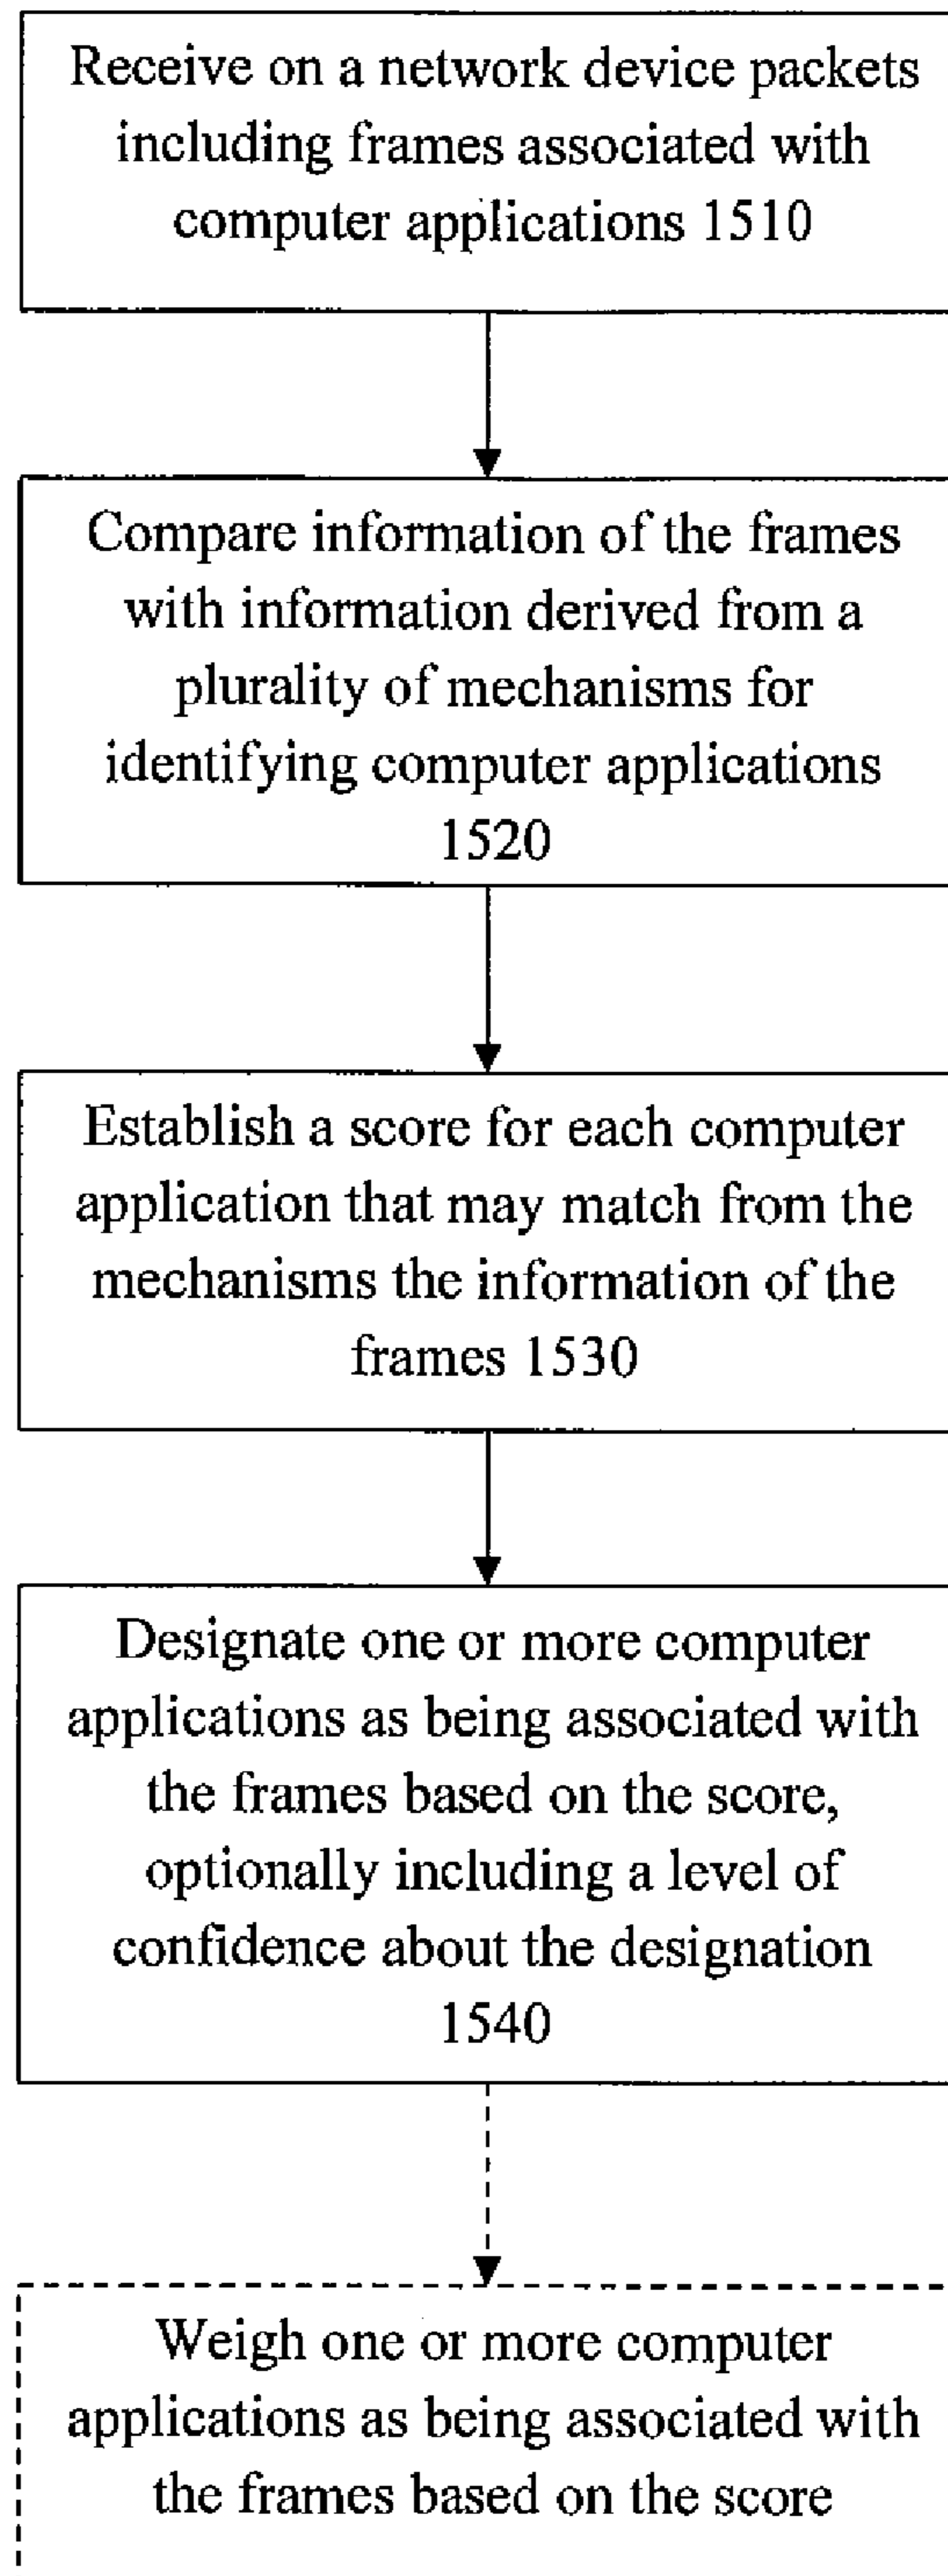 Receive on a network device packets
including frames associated with
computer applications 1510
Compare information of the frames
with information derived from a
plurality of mechanisms for
identifying computer applications
1520
Establish a score for each computer
application that may match from the
mechanisms the information of the
frames 1530
Designate one or more computer
applications as being associated with
the frames based on the score,
optionally including a level of
confidence about the designation
1540
Weigh one or more computer
applications as being associated with
the frames based on the score